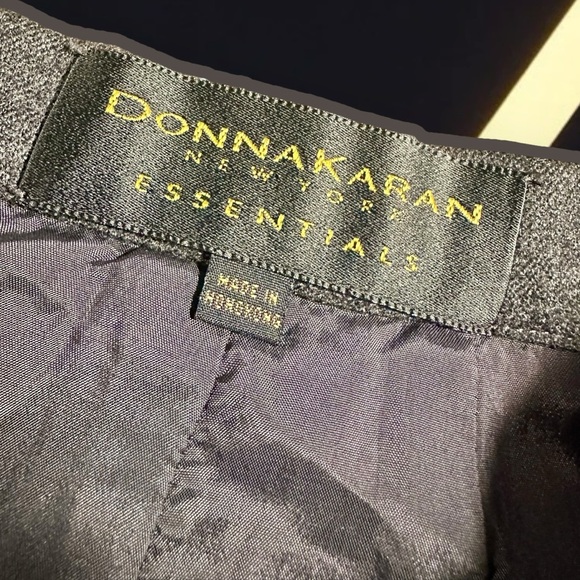 DONNAKARAN
NEW YORK
ESSENTIALS
MADE IN
HONGKONG